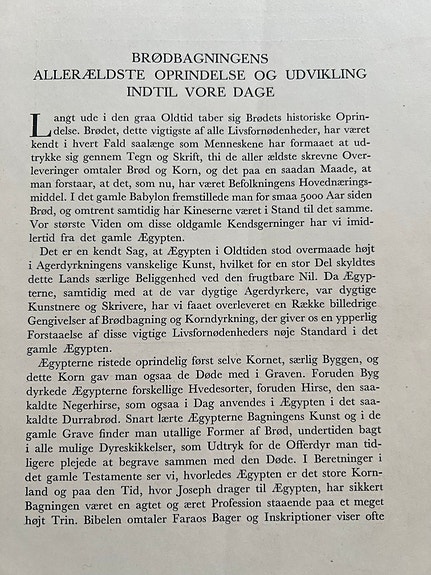 BRØDBAGNINGENS
ALLERÆLDSTE OPRINDELSE OG UDVIKLING
INDTIL VORE DAGE
Langt ude i den graa Oldtid taber sig Brødets historiske Oprin-
delse. Brødet, dette vigtigste af alle Livsfornødenheder, har været
kendt i hvert Fald saalænge som Menneskene har formaaet at ud-
trykke sig gennem Tegn og Skrift, thi de aller ældste skrevne Over-
leveringer omtaler Brød og Korn, og det paa en saadan Maade, at
man forstaar, at det, som nu, har været Befolkningens Hovednærings-
middel. I det gamle Babylon fremstillede man for smaa 5000 Aar siden
Brød, og omtrent samtidig har Kineserne været i Stand til det samme.
Vor største Viden om disse oldgamle Kendsgerninger har vi imid-
lertid fra det gamle Ægypten.
Det er en kendt Sag, at Ægypten i Oldtiden stod overmaade højt
i Agerdyrkningens vanskelige Kunst, hvilket for en stor Del skyldtes
dette Lands særlige Beliggenhed ved den frugtbare Nil. Da Ægyp-
terne, samtidig med at de var dygtige Agerdyrkere, var dygtige
Kunstnere og Skrivere, har vi faaet overleveret en Række billedrige
Gengivelser af Brødbagning og Korndyrkning, der giver os en ypperlig
Forstaaelse af disse vigtige Livsfornødenheders nøje Standard i det
gamle Ægypten.
Ægypterne ristede oprindelig først selve Kornet, særlig Byggen, og
dette Korn gav man ogsaa de Døde med i Graven. Foruden Byg
dyrkede Ægypterne forskellige Hvedesorter, foruden Hirse, den saa-
kaldte Negerhirse, som ogsaa i Dag anvendes i Ægypten i det saa-
kaldte Durrabrød. Snart lærte Ægypterne Bagningens Kunst og i de
gamle Grave finder man utallige Former af Brød, undertiden bagt
i alle mulige Dyreskikkelser, som Udtryk for de Offerdyr man tid-
ligere plejede at begrave sammen med den Døde. I Beretninger i
det gamle Testamente ser vi, hvorledes Ægypten er det store Korn-
land og paa den Tid, hvor Joseph drager til Ægypten, har sikkert
Bagningen været en agtet og æret Profession staaende paa et meget
højt Trin. Bibelen omtaler Faraos Bager og Inskriptioner viser ofte